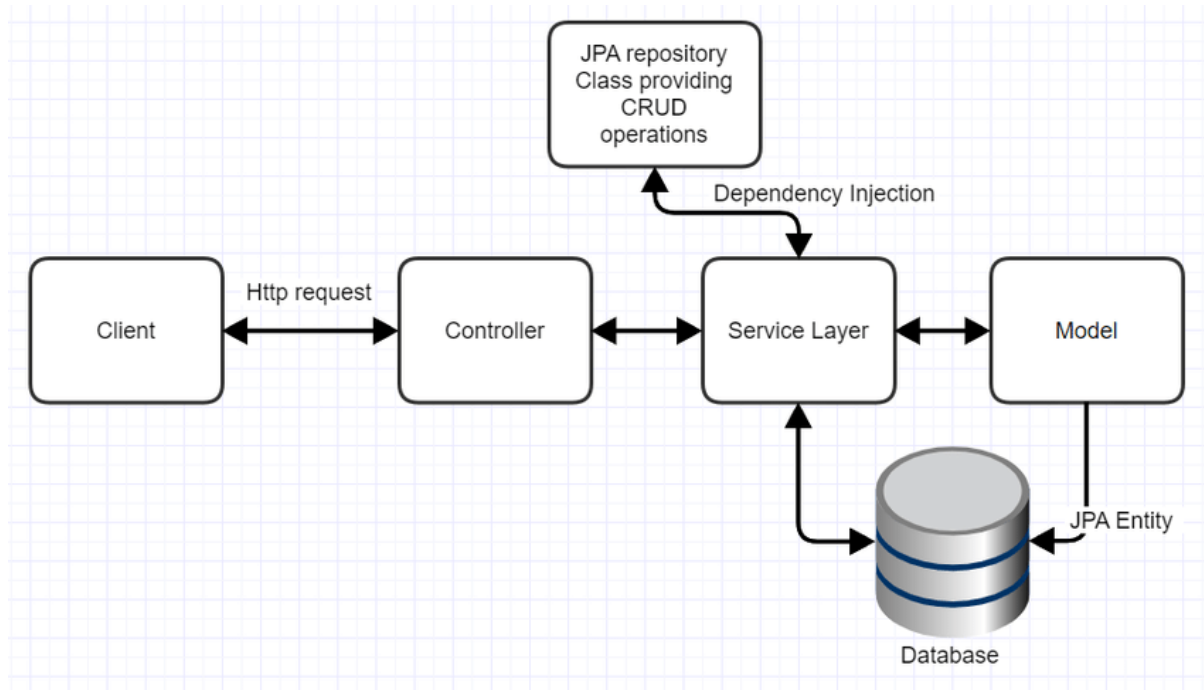 JPA repository
Class providing
CRUD
operations
Dependency Injection
Http request
Client
Controller
Service Layer
Model
JPA Entity
Database